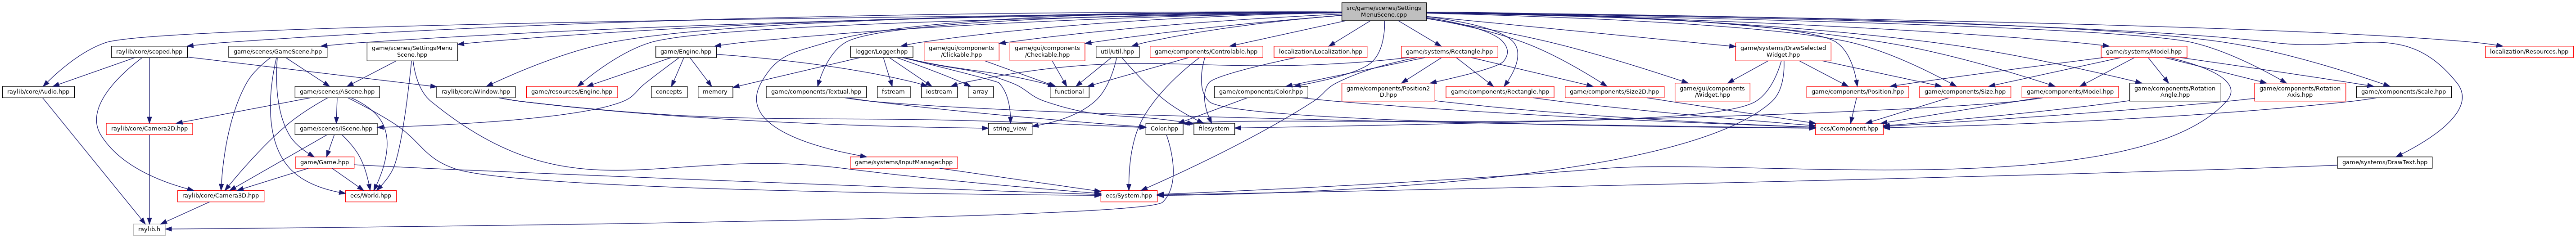 src/game/scenes/Settings
MenuScene.cpp
raylib/core/scoped.hpp
game/scenes/GameScene.hpp
game/scenes/SettingsMenu
Scene.hpp
game/Engine.hpp
logger/Logger.hpp
game/gui/components
/Clickable.hpp
game/gui/components
/Checkable.hpp
util/util.hpp
game/components/Controlable.hpp
localization/Localization.hpp
game/systems/Rectangle.hpp
game/systems/DrawSelected
Widget.hpp
game/systems/Model.hpp
localization/Resources.hpp
raylib/core/Audio.hpp
game/scenes/AScene.hpp
raylib/core/Window.hpp
game/resources/Engine.hpp
concepts
memory
game/components/Textual.hpp
fstream
iostream
array
functional
game/components/Color.hpp
game/components/Position2
D.hpp
game/components/Rectangle.hpp
game/components/Size2D.hpp
game/gui/components
/Widget.hpp
game/components/Position.hpp
game/components/Size.hpp
game/components/Model.hpp
game/components/Rotation
Angle.hpp
game/components/Rotation
Axis.hpp
game/components/Scale.hpp
raylib/core/Camera2D.hpp
game/scenes/IScene.hpp
string_view
Color.hpp
filesystem
ecs/Component.hpp
game/Game.hpp
game/systems/InputManager.hpp
game/systems/DrawText.hpp
raylib/core/Camera3D.hpp
ecs/World.hpp
ecs/System.hpp
raylib.h